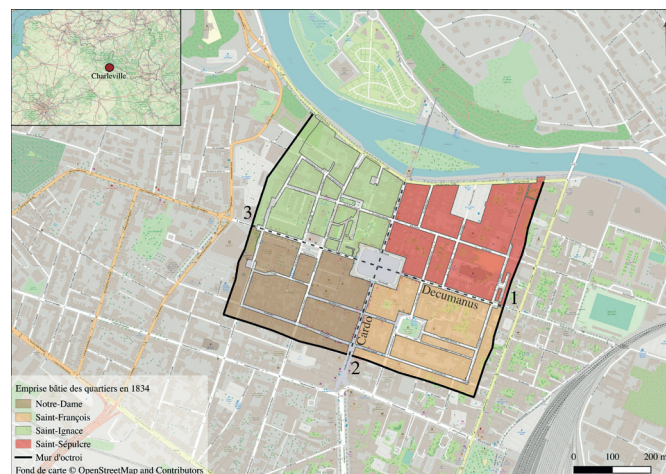 Charleville
3
Decumanus
1
Cardo
2
Emprise bâtie des quartiers en 1834
Notre-Dame
Saint-François
Saint-Ignace
Saint-Sépulcre
Mur d'octroi
Fond de carte © OpenStreetMap and Contributors
0 100 200 m